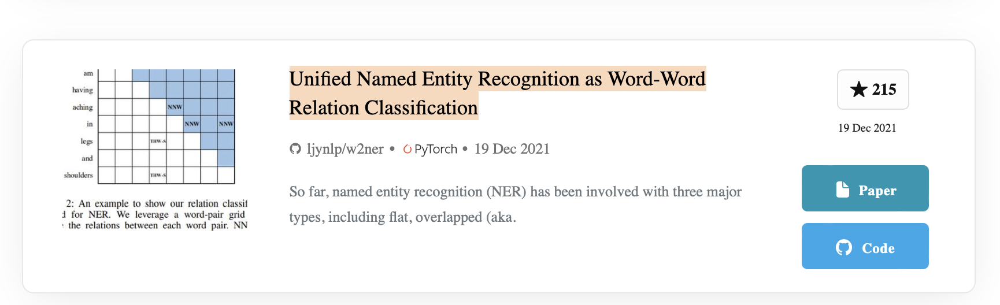 am
having
aching NNW
in NNW NNW
legs THW-S
and
shoulders THW-S
2: An example to show our relation classif
for NER. We leverage a word-pair grid
the relations between each word pair. NN
Unified Named Entity Recognition as Word-Word
Relation Classification
ljynlp/w2ner • PyTorch • 19 Dec 2021
So far, named entity recognition (NER) has been involved with three major
types, including flat, overlapped (aka.
215
19 Dec 2021
Paper
Code